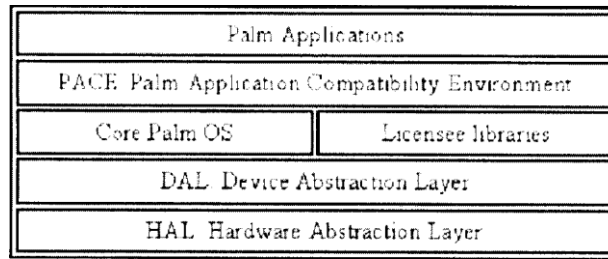 Palm Applications
PACE Palm Application Compatibility Environment
Core Palm OS
Licensee libraries
DAL Device Abstraction Layer
HAL Hardware Abstraction Layer